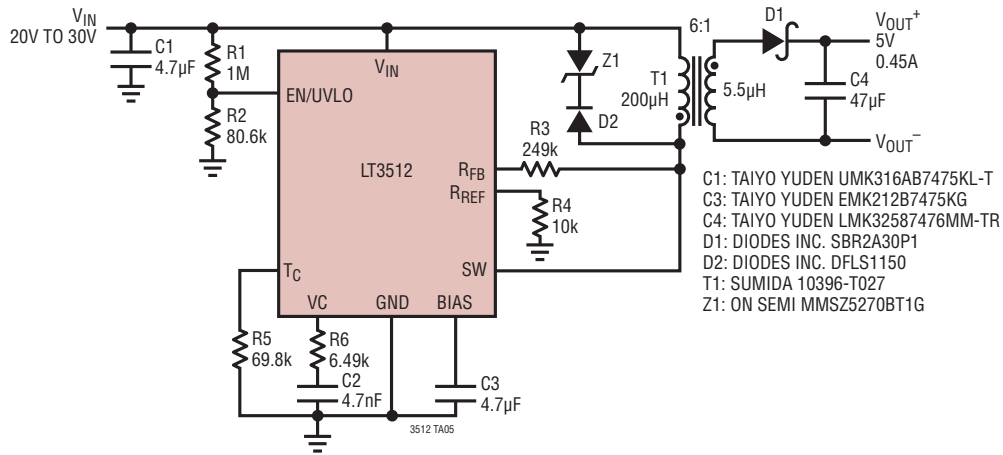 VIN
20V TO 30V
C1
4.7µF
R1
1M
R2
80.6k
VIN
EN/UVLO
LT3512
RFB
RREF
SW
TC
VC
GND
BIAS
Z1
D2
T1
200µH
6:1
5.5µH
D1
VOUT+
5V
0.45A
C4
47µF
VOUT–
R3
249k
R4
10k
R5
69.8k
R6
6.49k
C2
4.7nF
C3
4.7µF
3512 TA05
C1: TAIYO YUDEN UMK316AB7475KL-T
C3: TAIYO YUDEN EMK212B7475KG
C4: TAIYO YUDEN LMK32587476MM-TR
D1: DIODES INC. SBR2A30P1
D2: DIODES INC. DFLS1150
T1: SUMIDA 10396-T027
Z1: ON SEMI MMSZ5270BT1G